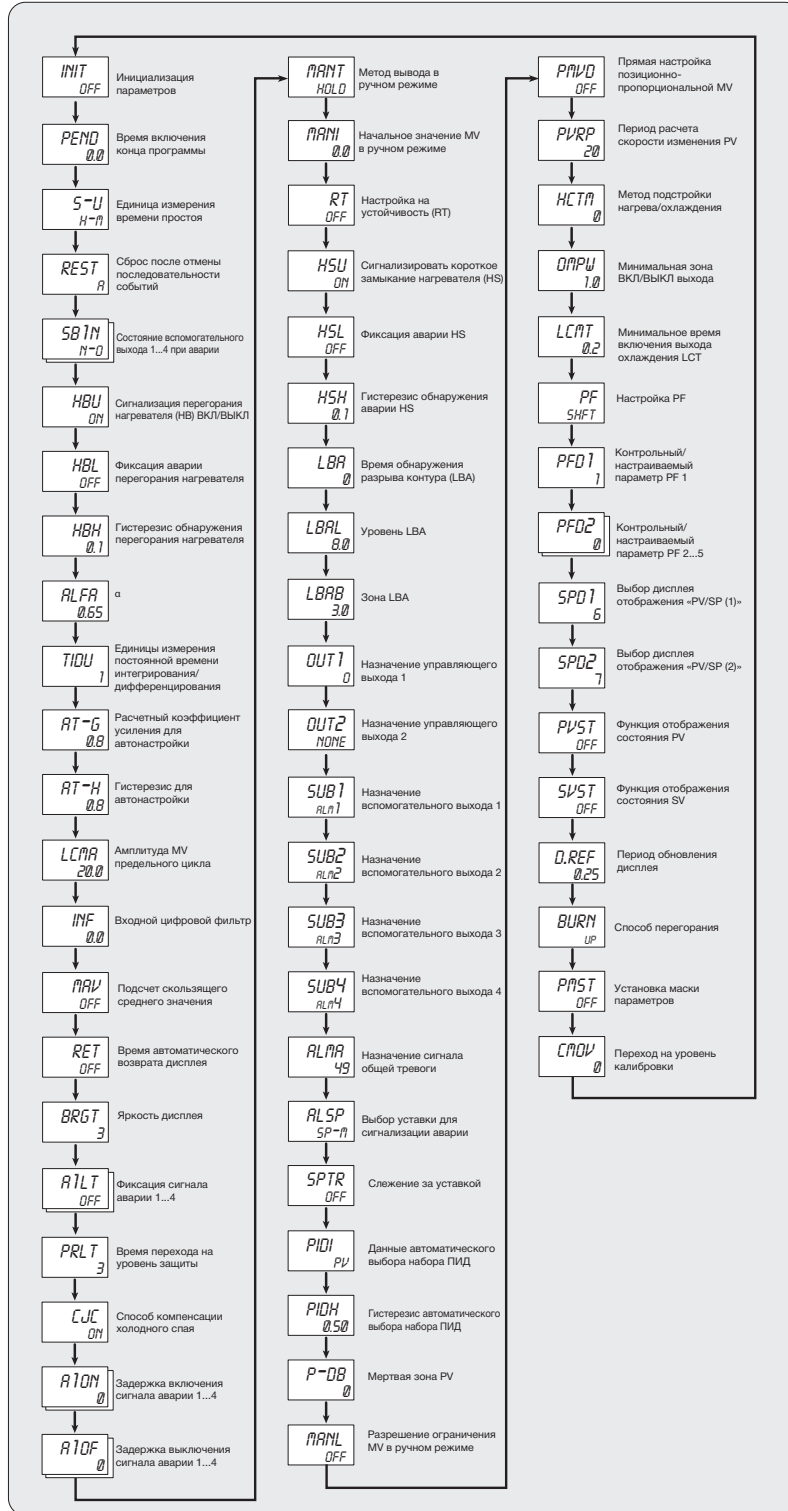 INIT
OFF
Инициализация
параметров
PEND
0.0
Время включения
конца программы
S-U
H-M
Единица измерения
времени простоя
REST
A
Сброс после отмены
последовательности
событий
SB1N
N-O
Состояние вспомогательного
выхода 1...4 при аварии
HBU
ON
Сигнализация перегорания
нагревателя (HB) ВКЛ/ВЫКЛ
HBL
OFF
Фиксация аварии
перегорания нагревателя
HBH
0.1
Гистерезис обнаружения
перегорания нагревателя
ALFA
0.65
α
TIDU
1
Единицы измерения
постоянной времени
интегрирования/
дифференцирования
AT-G
0.8
Расчетный коэффициент
усиления для
автонастройки
AT-H
0.8
Гистерезис для
автонастройки
LCMA
20.0
Амплитуда MV
предельного цикла
INF
0.0
Входной цифровой фильтр
MAV
OFF
Подсчет скользящего
среднего значения
RET
OFF
Время автоматического
возврата дисплея
BRGT
3
Яркость дисплея
A1LT
OFF
Фиксация сигнала
аварии 1...4
PRLT
3
Время перехода на
уровень защиты
CJC
ON
Способ компенсации
холодного спая
A1ON
0
Задержка включения
сигнала аварии 1...4
A1OF
0
Задержка выключения
сигнала аварии 1...4
MANT
HOLD
Метод вывода в
ручном режиме
MANI
0.0
Начальное значение MV
в ручном режиме
RT
OFF
Настройка на
устойчивость (RT)
HSU
ON
Сигнализировать короткое
замыкание нагревателя (HS)
HSL
OFF
Фиксация аварии HS
HSH
0.1
Гистерезис обнаружения
аварии HS
LBA
0
Время обнаружения
разрыва контура (LBA)
LBAL
8.0
Уровень LBA
LBAB
3.0
Зона LBA
OUT1
O
Назначение управляющего
выхода 1
OUT2
NONE
Назначение управляющего
выхода 2
SUB1
ALM1
Назначение
вспомогательного выхода 1
SUB2
ALM2
Назначение
вспомогательного выхода 2
SUB3
ALM3
Назначение
вспомогательного выхода 3
SUB4
ALM4
Назначение
вспомогательного выхода 4
ALMA
49
Назначение сигнала
общей тревоги
ALSP
SP-M
Выбор уставки для
сигнализации аварии
SPTR
OFF
Слежение за уставкой
PIDI
PV
Данные автоматического
выбора набора ПИД
PIDH
0.50
Гистерезис автоматического
выбора набора ПИД
P-DB
0
Мертвая зона PV
MANL
OFF
Разрешение ограничения
MV в ручном режиме
PMVD
OFF
Прямая настройка
позиционно-
пропорциональной MV
PVRP
20
Период расчета
скорости изменения PV
HCTM
0
Метод подстройки
нагрева/охлаждения
OMPW
1.0
Минимальная зона
ВКЛ/ВЫКЛ выхода
LCMT
0.2
Минимальное время
включения выхода
охлаждения LCT
PF
SHFT
Настройка PF
PFD1
1
Контрольный/
настраиваемый
параметр PF 1
PFD2
0
Контрольный/
настраиваемый
параметр PF 2...5
SPD1
6
Выбор дисплея
отображения «PV/SP (1)»
SPD2
7
Выбор дисплея
отображения «PV/SP (2)»
PVST
OFF
Функция отображения
состояния PV
SVST
OFF
Функция отображения
состояния SV
D.REF
0.25
Период обновления
дисплея
BURN
UP
Способ перегорания
PMST
OFF
Установка маски
параметров
CMOV
0
Переход на уровень
калибровки